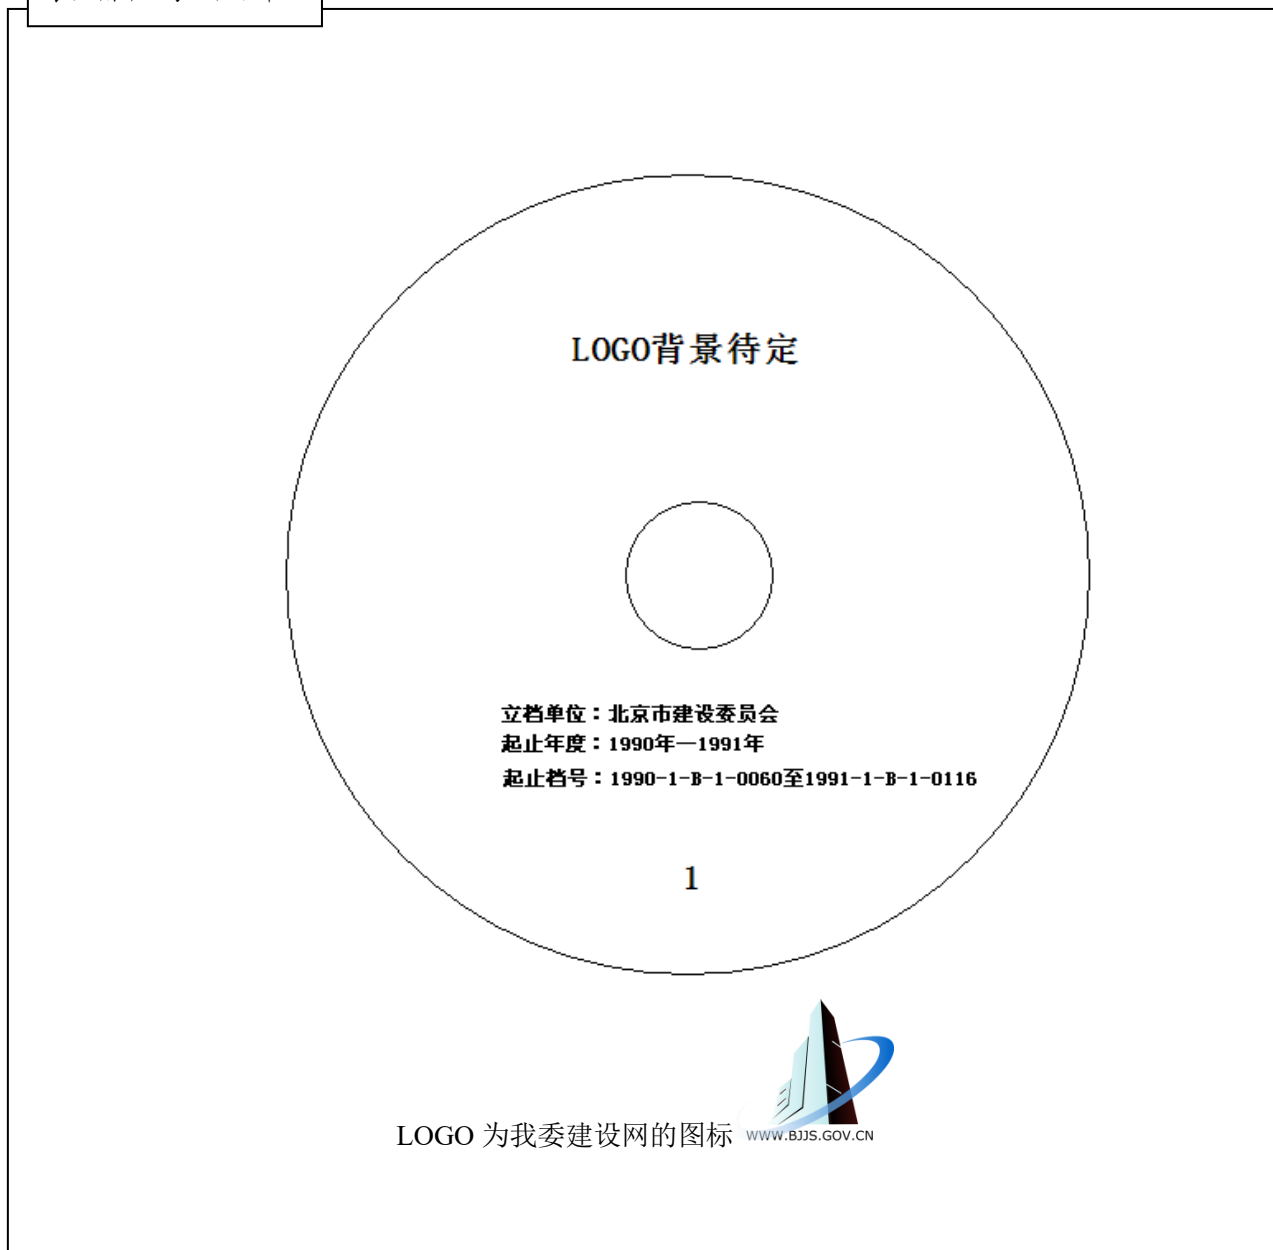 LOGO背景待定
立档单位：北京市建设委员会
起止年度：1990年—1991年
起止档号：1990-1-B-1-0060至1991-1-B-1-0116
1
LOGO 为我委建设网的图标
WWW.BJJS.GOV.CN